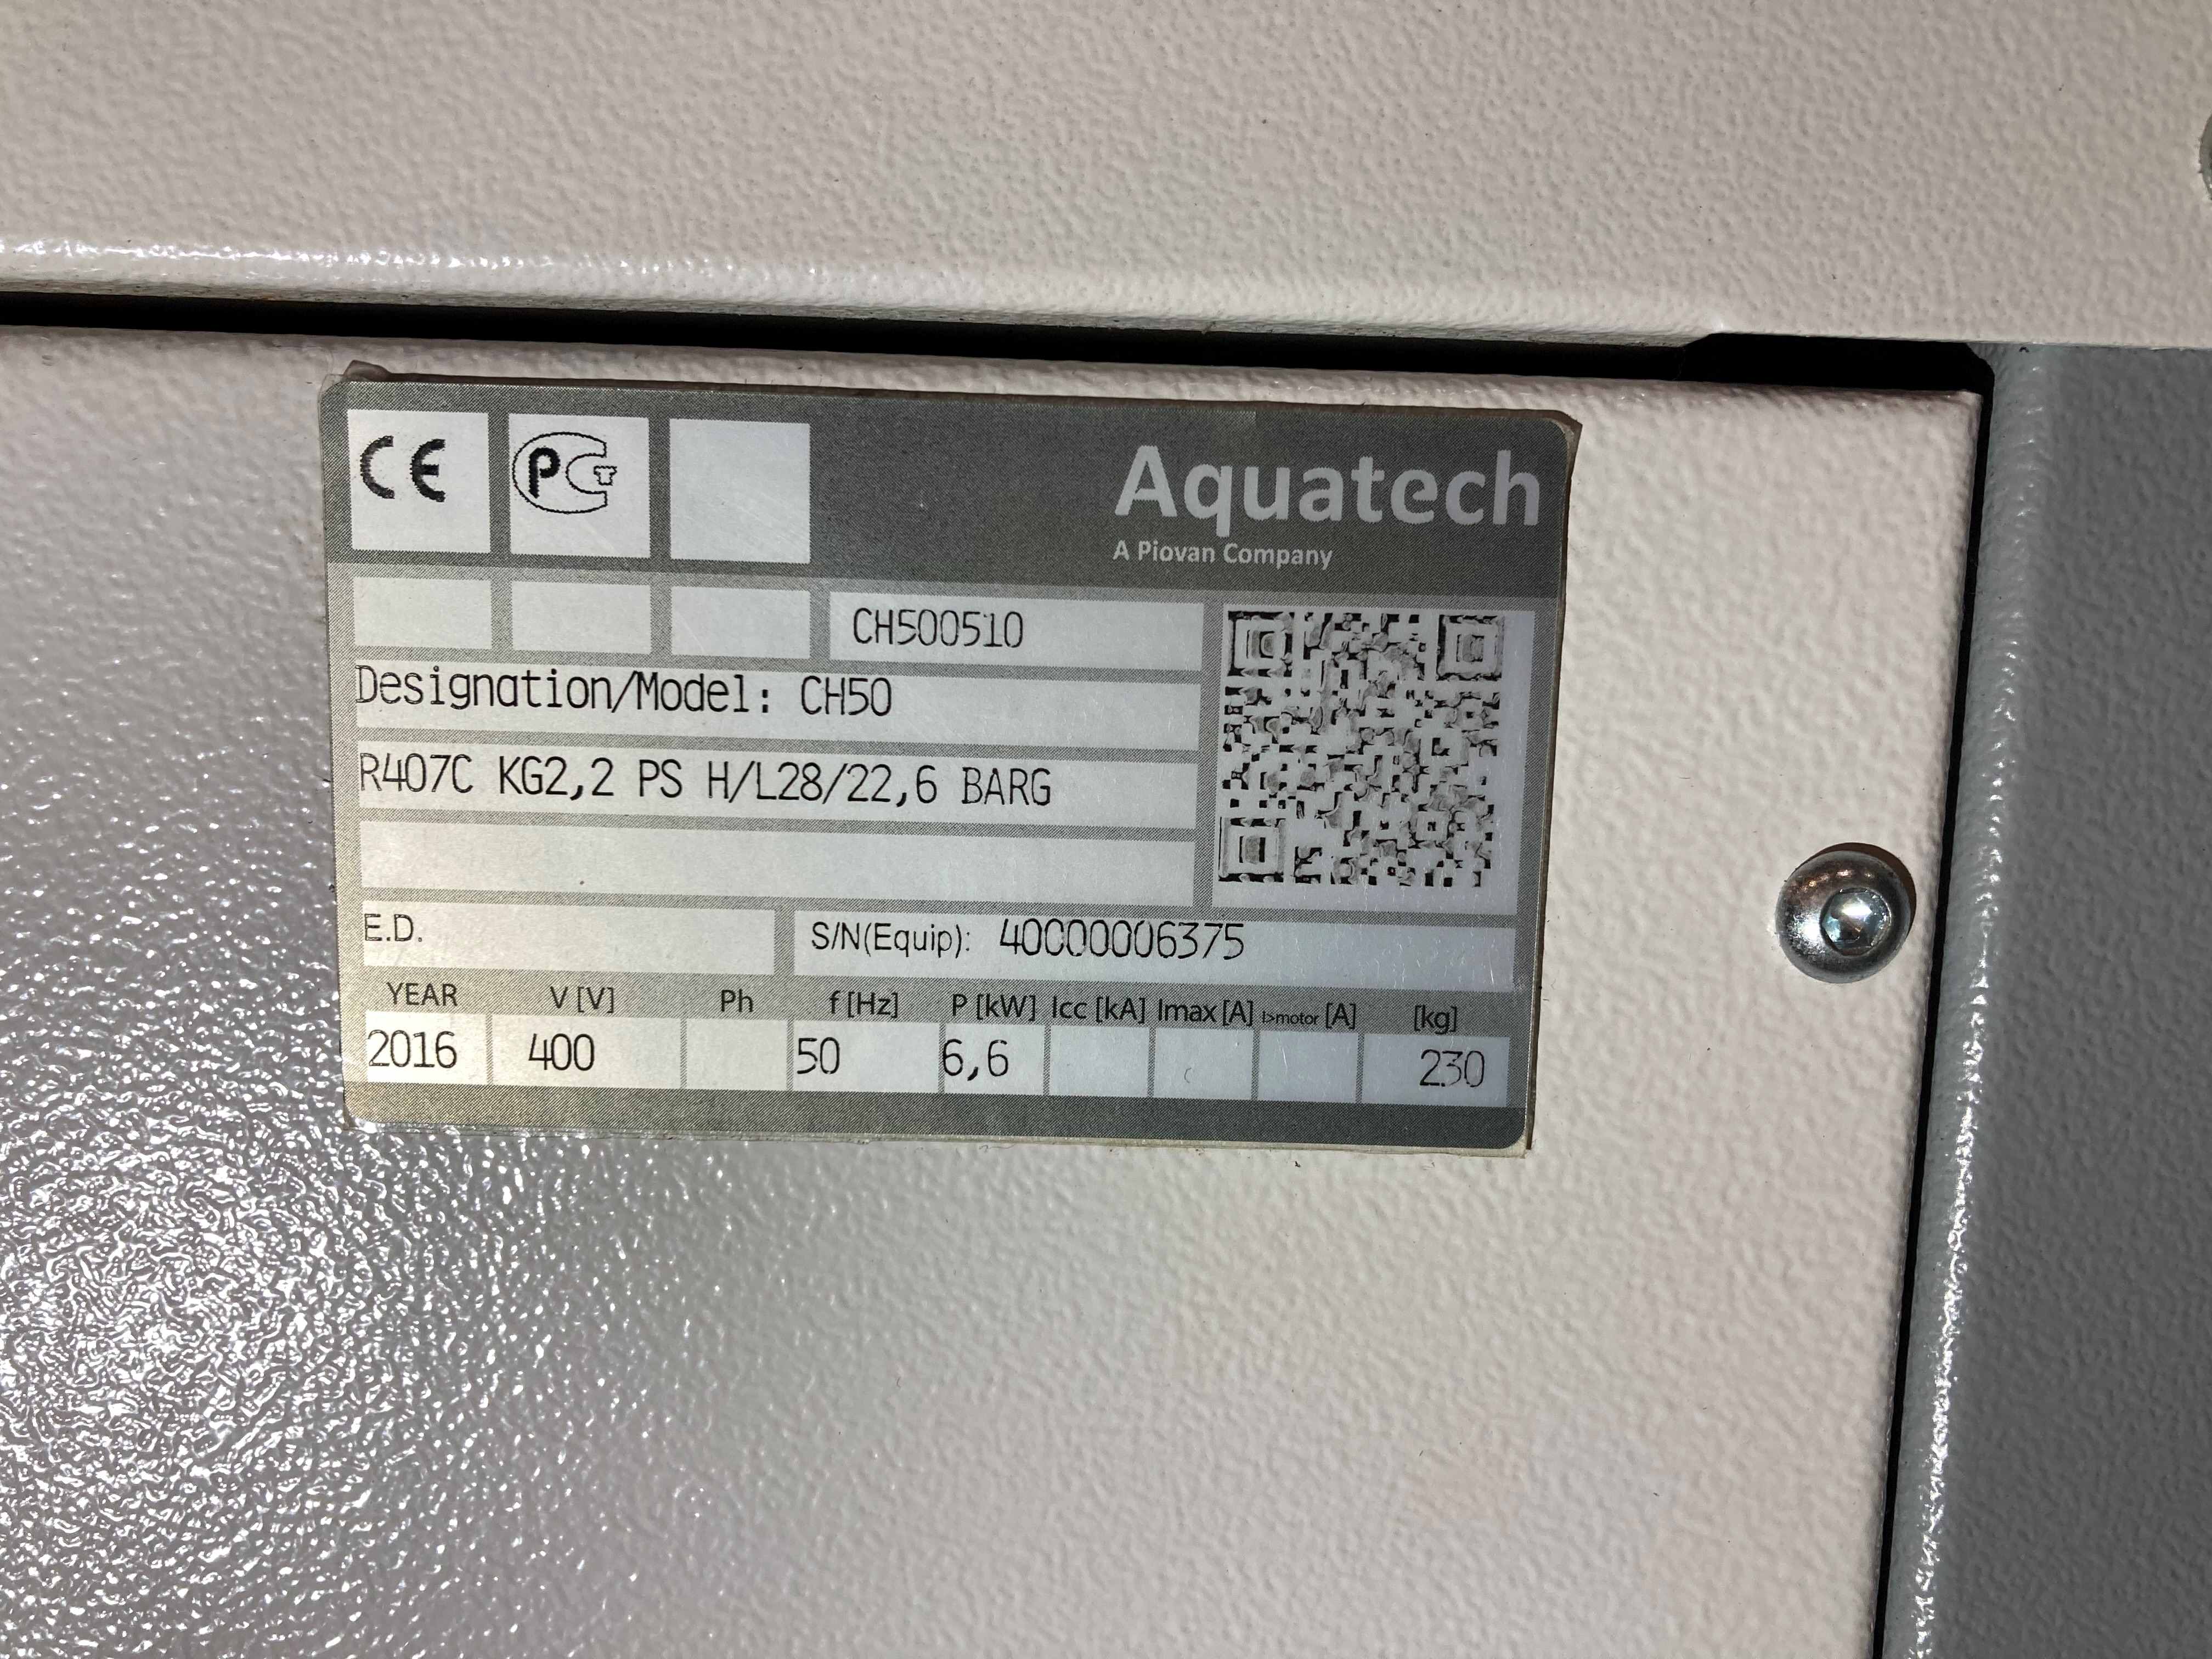 CE PCT
Aquatech
A Piovan Company
CH500510
Designation/Model: CH50
R407C KG2,2 PS H/L28/22,6 BARG
E.D. S/N(Equip): 40000006375
YEAR V [V] Ph f [Hz] P [kW] Icc [kA] Imax [A] I>motor [A] [kg]
2016 400 50 6,6 230